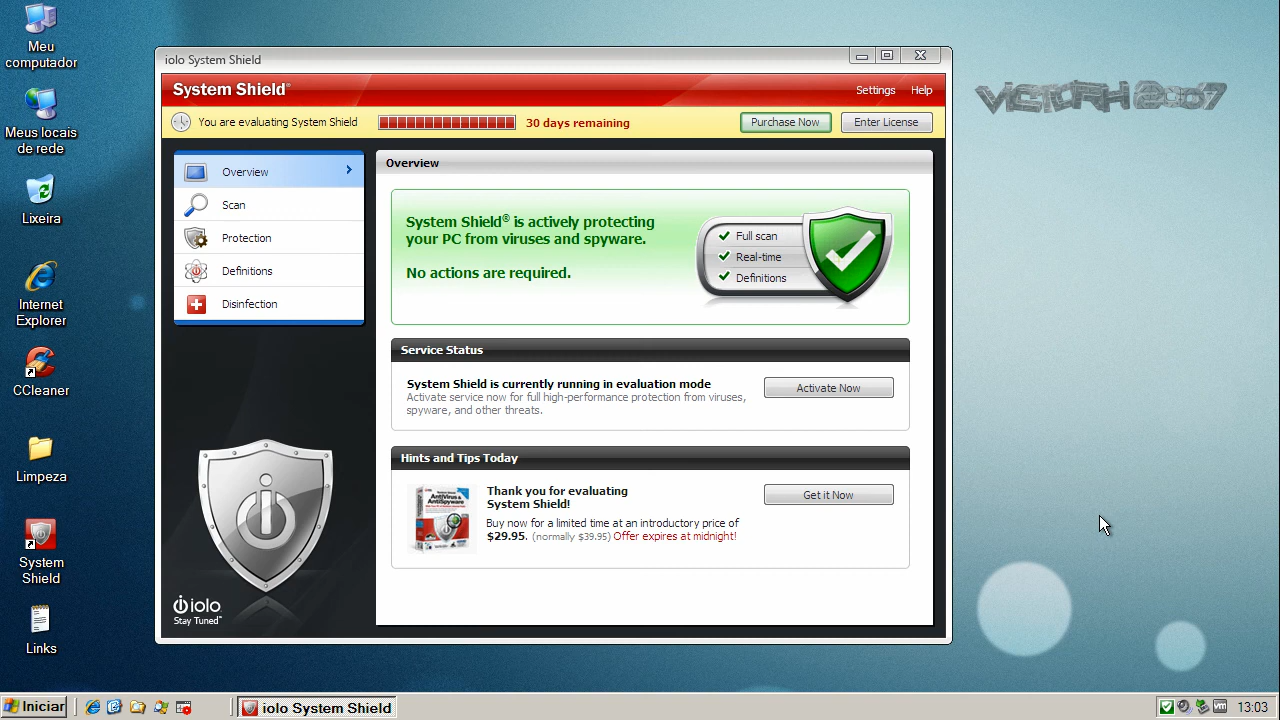 Meu
computador
Meus locais
de rede
Lixeira
Internet
Explorer
CCleaner
Limpeza
System
Shield
Links
iolo System Shield
System Shield®
Settings
Help
You are evaluating System Shield
30 days remaining
Purchase Now
Enter License
Overview
Scan
Protection
Definitions
Disinfection
iolo
Stay Tuned™
Overview
System Shield® is actively protecting
your PC from viruses and spyware.
No actions are required.
Full scan
Real-time
Definitions
Service Status
System Shield is currently running in evaluation mode
Activate service now for full high-performance protection from viruses,
spyware, and other threats.
Activate Now
Hints and Tips Today
AntiVirus &
AntiSpyware
Thank you for evaluating
System Shield!
Buy now for a limited time at an introductory price of
$29.95. (normally $39.95) Offer expires at midnight!
Get it Now
VICTORH 2007
Iniciar
iolo System Shield
vm
13:03